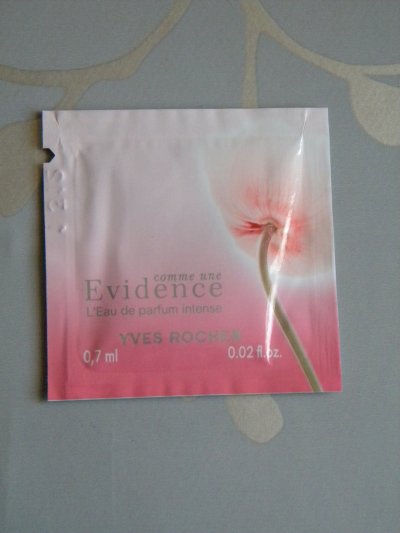 comme une
Evidence
L'Eau de parfum intense
YVES ROCHER
0,7 ml 0.02 fl.oz.